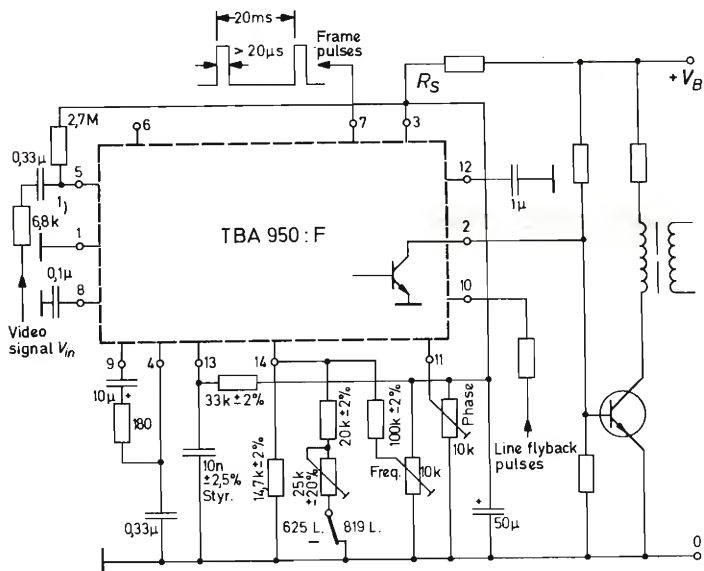 20ms
> 20µs
Frame
pulses
R_S
+V_B
2,7M
6
7
3
0,33µ
5
12
1)
1µ
6,8k
TBA 950 : F
1
2
0,1µ
8
10
Video
signal V_in
9
4
13
14
11
10µ
+
33k±2%
20k±2%
100k±2%
Phase
10k
180
Line flyback
pulses
10n
±2,5%
Styr.
14,7k±2%
25k
±20%
Freq.
10k
+
50µ
0,33µ
625 L.
819 L.
0